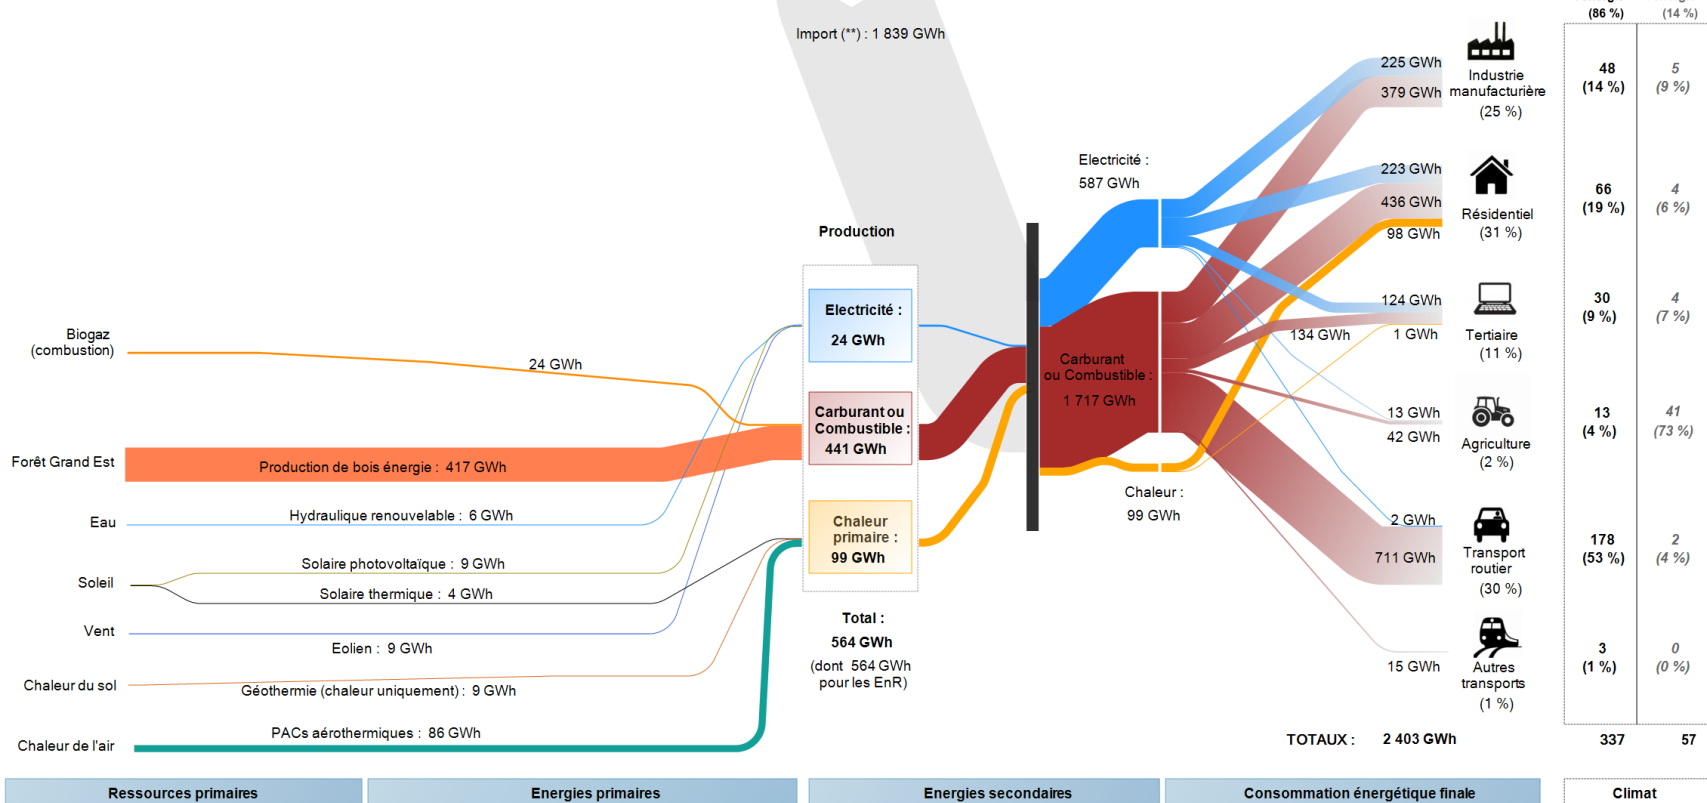 (86 %)
(14 %)
Import (**) : 1 839 GWh
225 GWh
379 GWh
Industrie
manufacturière
(25 %)
48
(14 %)
5
(9 %)
Electricité :
587 GWh
223 GWh
436 GWh
98 GWh
Résidentiel
(31 %)
66
(19 %)
4
(6 %)
Production
Electricité :
24 GWh
124 GWh
134 GWh
1 GWh
Tertiaire
(11 %)
30
(9 %)
4
(7 %)
Biogaz
(combustion)
24 GWh
Carburant
ou Combustible :
1 717 GWh
Carburant ou
Combustible :
441 GWh
13 GWh
42 GWh
Agriculture
(2 %)
13
(4 %)
41
(73 %)
Forêt Grand Est
Production de bois énergie : 417 GWh
Chaleur :
99 GWh
Eau
Hydraulique renouvelable : 6 GWh
Chaleur
primaire :
99 GWh
2 GWh
711 GWh
Transport
routier
(30 %)
178
(53 %)
2
(4 %)
Soleil
Solaire photovoltaïque : 9 GWh
Solaire thermique : 4 GWh
Vent
Eolien : 9 GWh
Total :
564 GWh
(dont 564 GWh
pour les EnR)
15 GWh
Autres
transports
(1 %)
3
(1 %)
0
(0 %)
Chaleur du sol
Géothermie (chaleur uniquement) : 9 GWh
Chaleur de l'air
PACs aérothermiques : 86 GWh
TOTAUX : 2 403 GWh
337
57
Ressources primaires
Energies primaires
Energies secondaires
Consommation énergétique finale
Climat